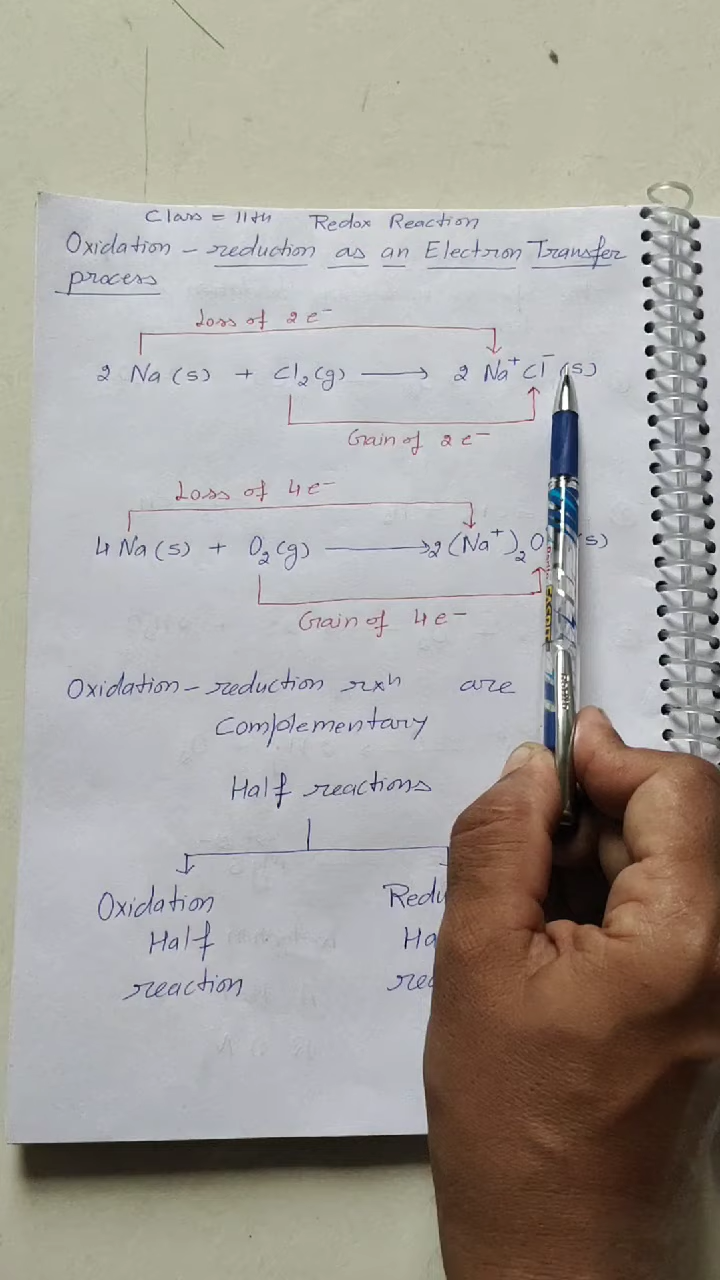 Class = 11th Redox Reaction
Oxidation - reduction as an Electron Transfer
process
Loss of 2e⁻
2 Na (s) + Cl₂ (g) ⟶ 2 Na⁺ Cl⁻ (s)
Gain of 2e⁻
Loss of 4e⁻
4 Na (s) + O₂ (g) ⟶ 2 (Na⁺)₂ O (s)
Gain of 4e⁻
Oxidation - reduction rxn are
Complementary
Half reactions
Oxidation
Half
reaction